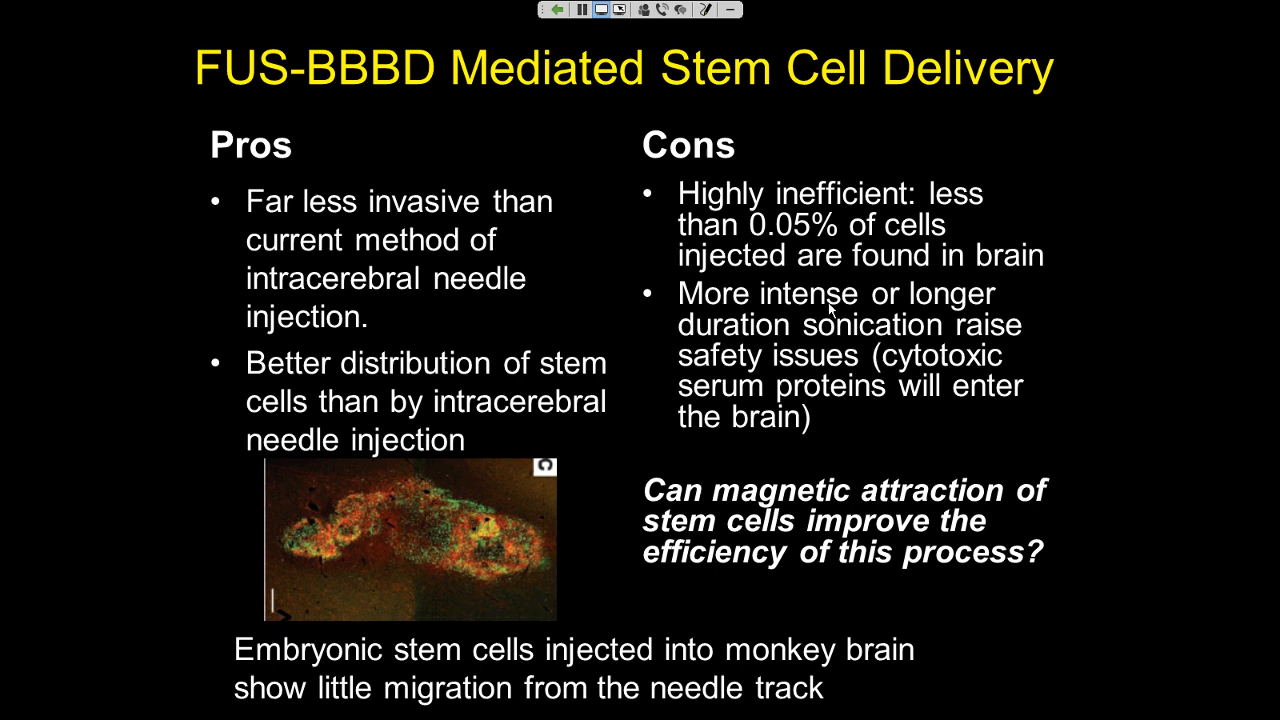 FUS-BBBD Mediated Stem Cell Delivery
Pros
• Far less invasive than
current method of
intracerebral needle
injection.
• Better distribution of stem
cells than by intracerebral
needle injection
C
Embryonic stem cells injected into monkey brain
show little migration from the needle track
Cons
• Highly inefficient: less
than 0.05% of cells
injected are found in brain
• More intense or longer
duration sonication raise
safety issues (cytotoxic
serum proteins will enter
the brain)
Can magnetic attraction of
stem cells improve the
efficiency of this process?